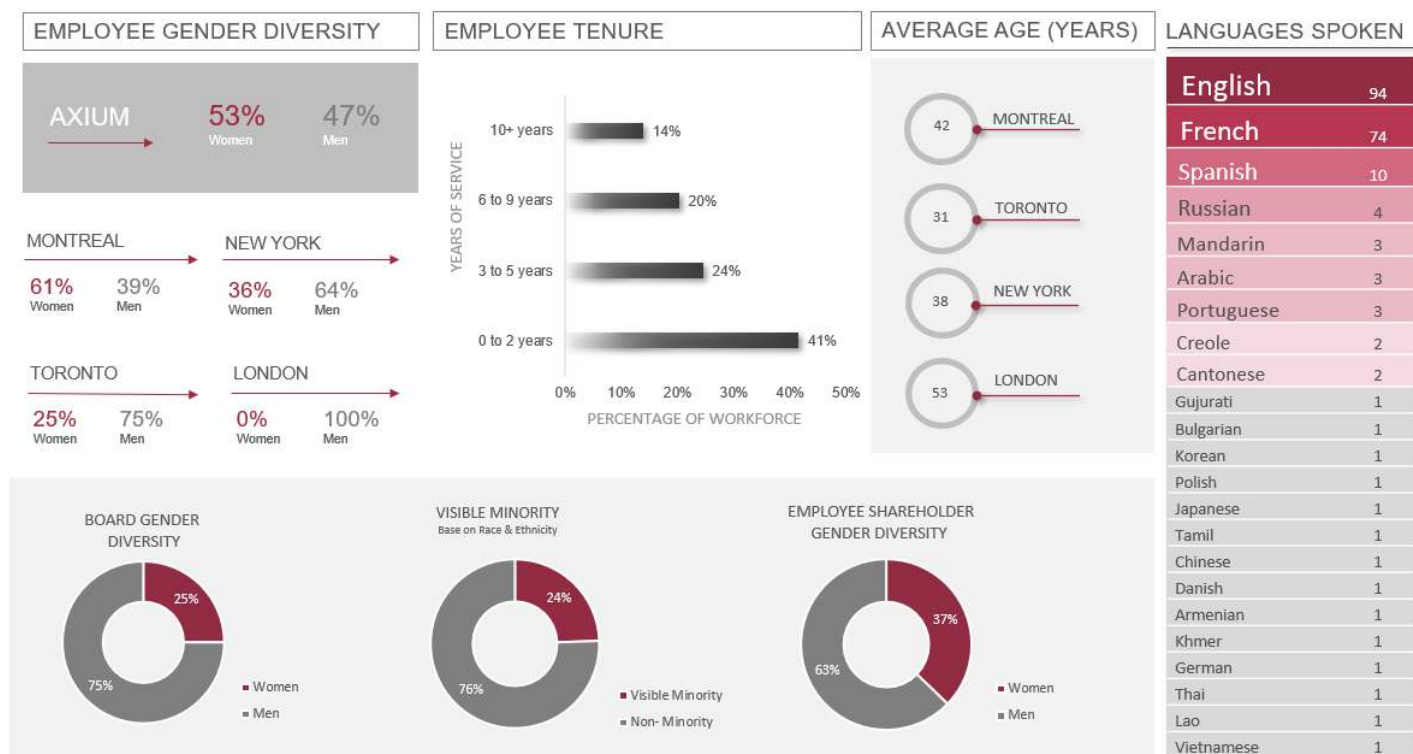 EMPLOYEE GENDER DIVERSITY
AXIUM
53%
Women
47%
Men
MONTREAL
61%
Women
39%
Men
NEW YORK
36%
Women
64%
Men
TORONTO
25%
Women
75%
Men
LONDON
0%
Women
100%
Men
EMPLOYEE TENURE
YEARS OF SERVICE
10+ years
14%
6 to 9 years
20%
3 to 5 years
24%
0 to 2 years
41%
0% 10% 20% 30% 40% 50%
PERCENTAGE OF WORKFORCE
AVERAGE AGE (YEARS)
42 MONTREAL
31 TORONTO
38 NEW YORK
53 LONDON
LANGUAGES SPOKEN
English 94
French 74
Spanish 10
Russian 4
Mandarin 3
Arabic 3
Portuguese 3
Creole 2
Cantonese 2
Gujurati 1
Bulgarian 1
Korean 1
Polish 1
Japanese 1
Tamil 1
Chinese 1
Danish 1
Armenian 1
Khmer 1
German 1
Thai 1
Lao 1
Vietnamese 1
BOARD GENDER
DIVERSITY
25%
75%
Women
Men
VISIBLE MINORITY
Base on Race & Ethnicity
24%
76%
Visible Minority
Non- Minority
EMPLOYEE SHAREHOLDER
GENDER DIVERSITY
37%
63%
Women
Men